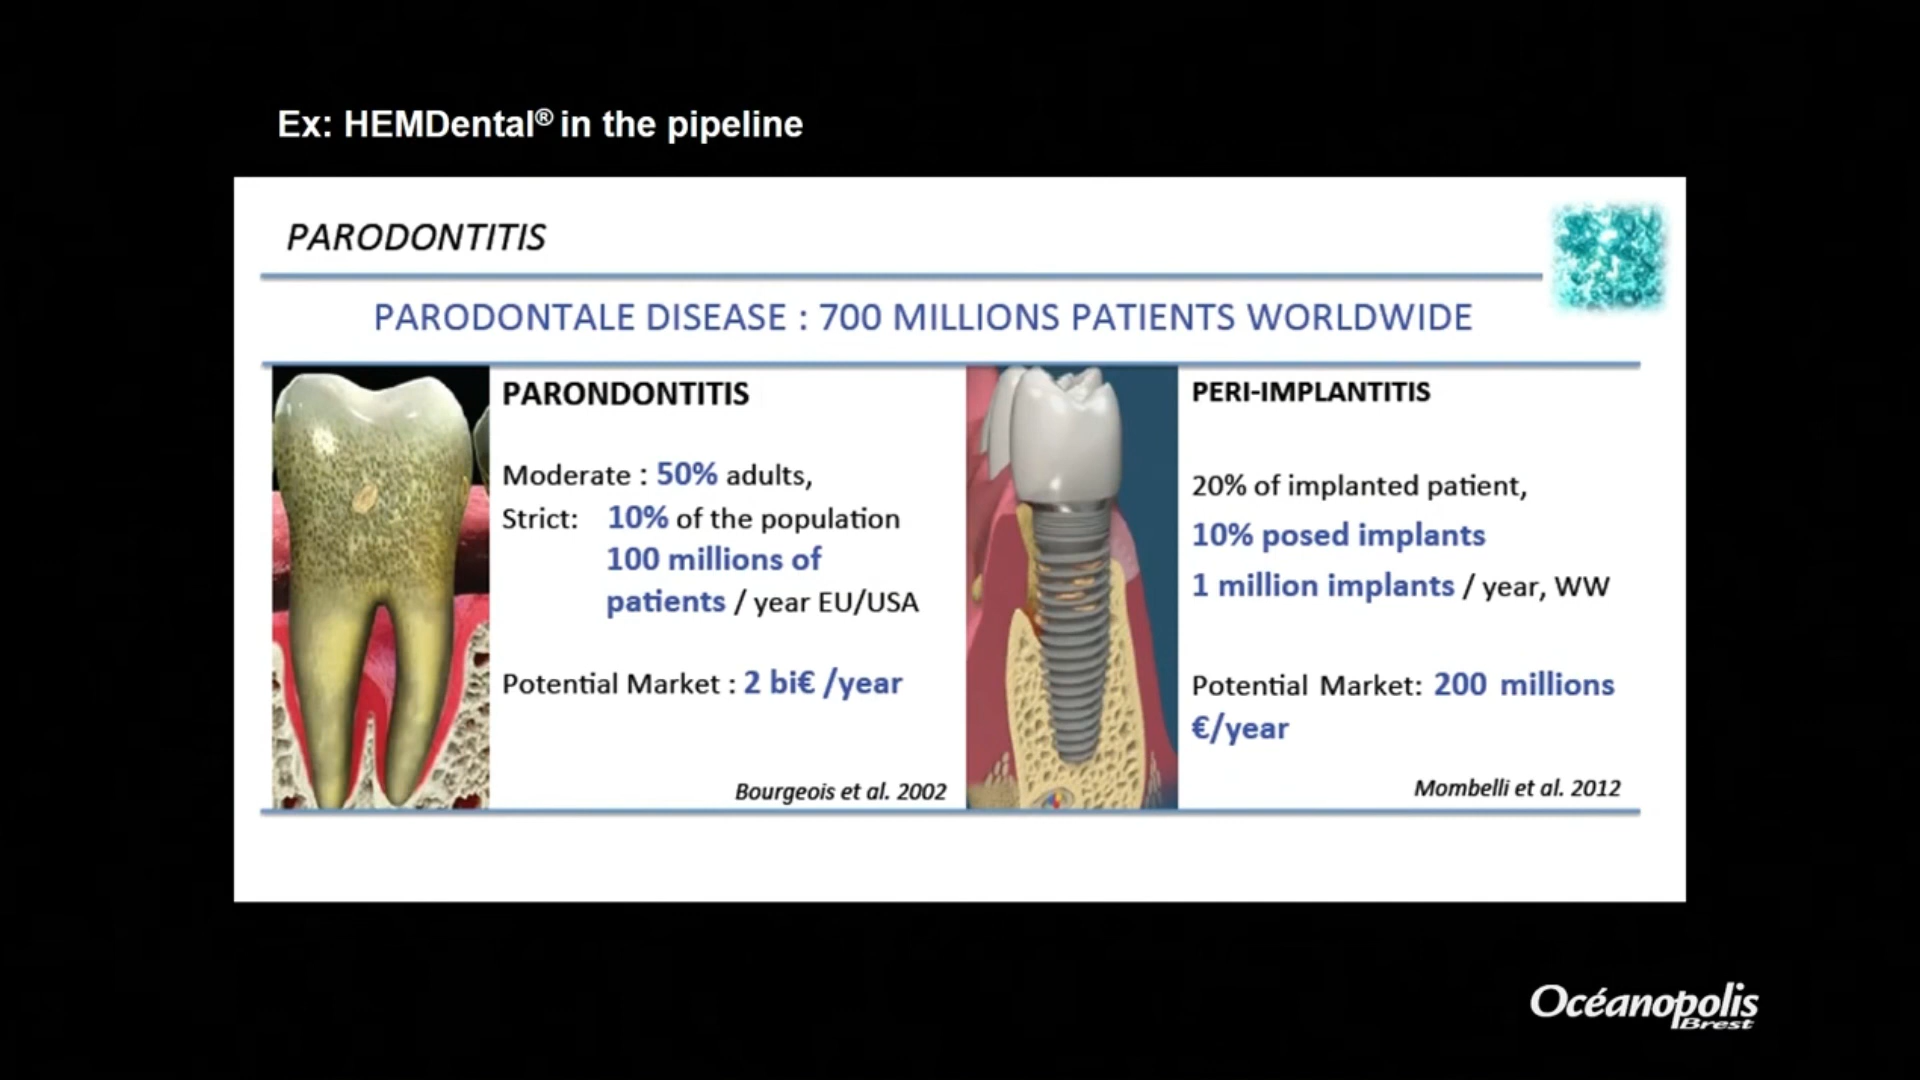 Ex: HEMDental® in the pipeline
PARODONTITIS
PARODONTALE DISEASE : 700 MILLIONS PATIENTS WORLDWIDE
PARONDONTITIS
Moderate : 50% adults,
Strict: 10% of the population
100 millions of
patients / year EU/USA
Potential Market : 2 bi€ /year
Bourgeois et al. 2002
PERI-IMPLANTITIS
20% of implanted patient,
10% posed implants
1 million implants / year, WW
Potential Market: 200 millions
€/year
Mombelli et al. 2012
Océanopolis
Brest